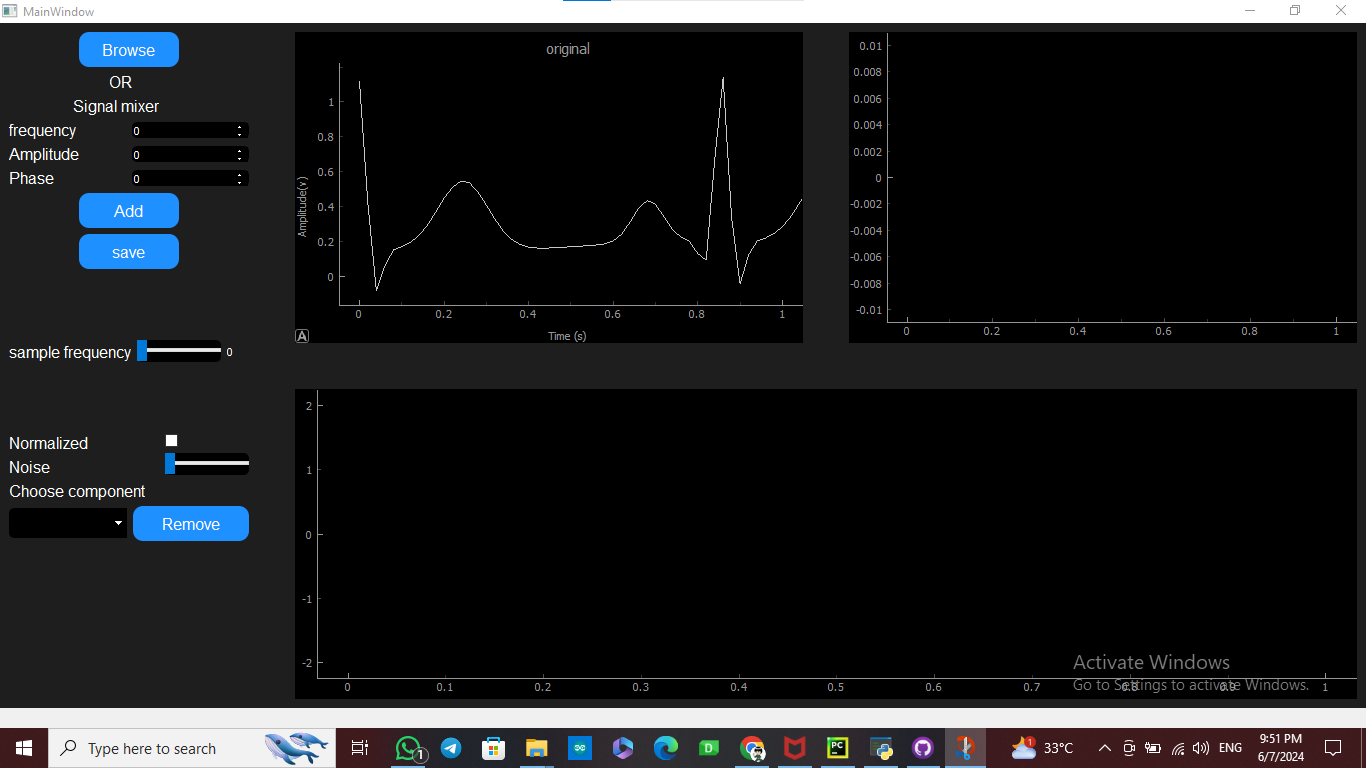 MainWindow
Browse
OR
Signal mixer
frequency 0
Amplitude 0
Phase 0
Add
save
sample frequency 0
Normalized
Noise
Choose component
Remove
original
Amplitude(v)
1
0.8
0.6
0.4
0.2
0
0 0.2 0.4 0.6 0.8 1
Time (s)
A
0.01
0.008
0.006
0.004
0.002
0
-0.002
-0.004
-0.006
-0.008
-0.01
0 0.2 0.4 0.6 0.8 1
2
1
0
-1
-2
0 0.1 0.2 0.3 0.4 0.5 0.6 0.7 0.8 0.9 1
Activate Windows
Go to Settings to activate Windows.
Type here to search
1
D
PC
1
33°C
ENG
9:51 PM
6/7/2024